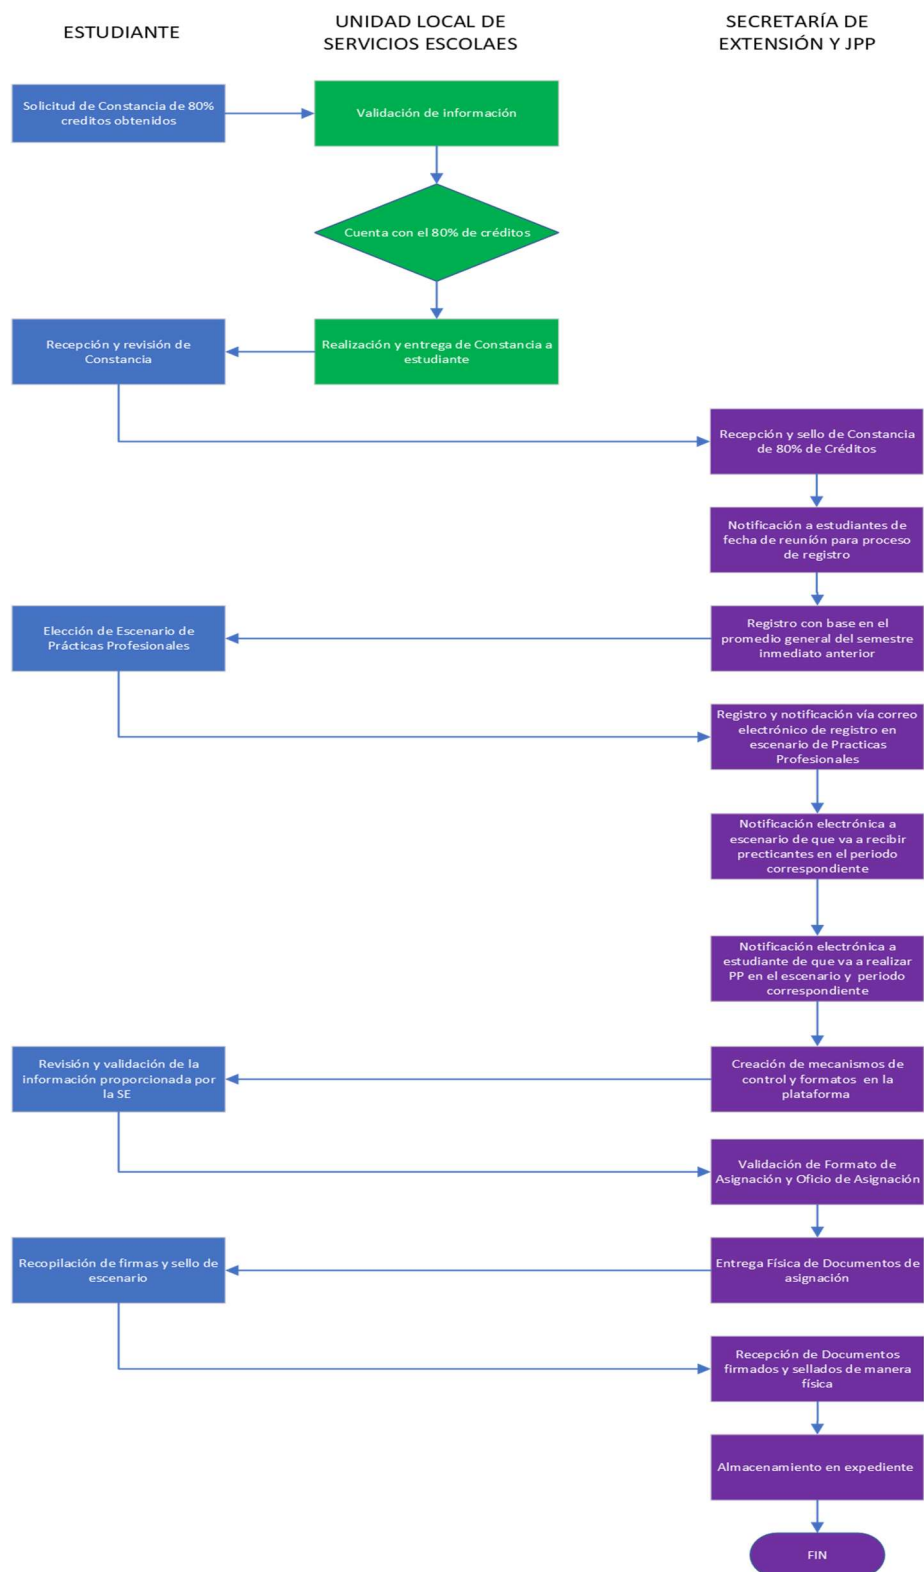 ESTUDIANTE
UNIDAD LOCAL DE
SERVICIOS ESCOLAES
SECRETARÍA DE
EXTENSIÓN Y JPP
Solicitud de Constancia de 80%
creditos obtenidos
Validación de información
Cuenta con el 80% de créditos
Recepción y revisión de
Constancia
Realización y entrega de Constancia a
estudiante
Recepción y sello de Constancia
de 80% de Créditos
Notificación a estudiantes de
fecha de reunín para proceso
de registro
Elección de Escenario de
Prácticas Profesionales
Registro con base en el
promedio general del semestre
inmediato anterior
Registro y notificación vía correo
electrónico de registro en
escenario de Practicas
Profesionales
Notificación electrónica a
escenario de que va a recibir
precticantes en el periodo
correspondiente
Notificación electrónica a
estudiante de que va a realizar
PP en el escenario y  periodo
correspondiente
Revisión y validación de la
información proporcionada por
la SE
Creación de mecanismos de
control y formatos  en la
plataforma
Validación de Formato de
Asignación y Oficio de Asignación
Recopilación de firmas y sello de
escenario
Entrega Física de Documentos de
asignación
Recepción de Documentos
firmados y sellados de manera
física
Almacenamiento en expediente
FIN